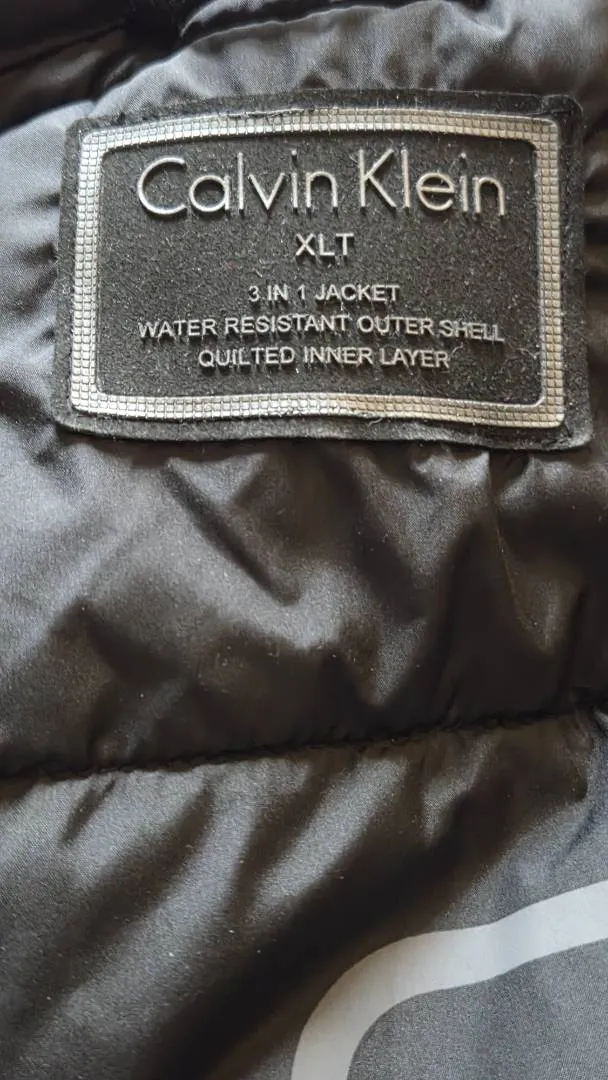 Calvin Klein
XLT
3 IN 1 JACKET
WATER RESISTANT OUTER SHELL
QUILTED INNER LAYER